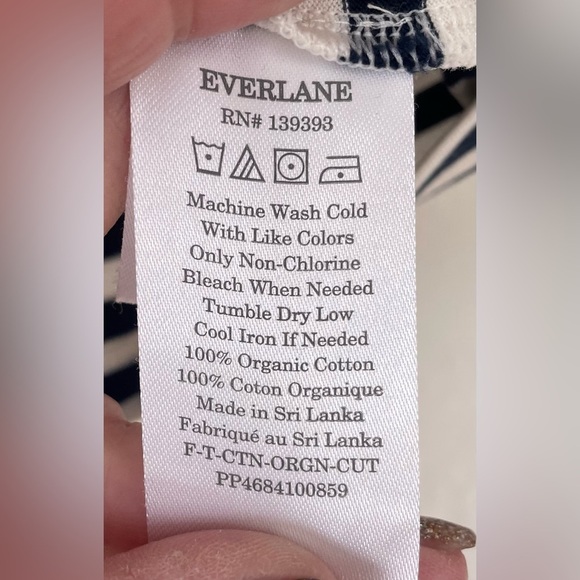 EVERLANE
RN# 139393
Machine Wash Cold
With Like Colors
Only Non-Chlorine
Bleach When Needed
Tumble Dry Low
Cool Iron If Needed
100% Organic Cotton
100% Coton Organique
Made in Sri Lanka
Fabriqué au Sri Lanka
F-T-CTN-ORGN-CUT
PP4684100859